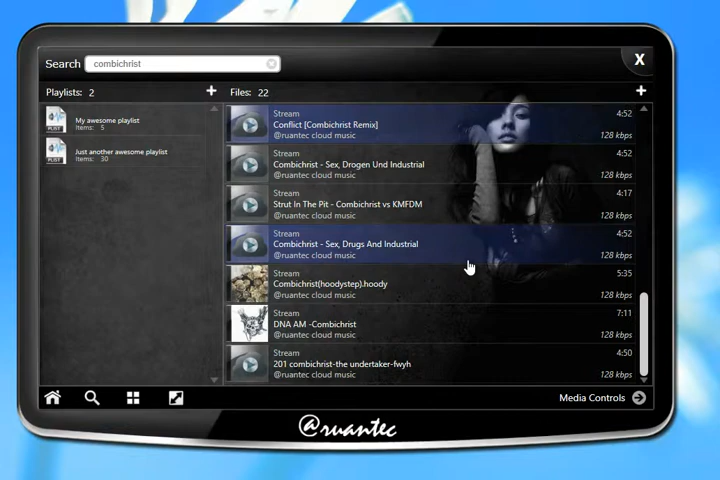 Search combichrist X
Playlists: 2 +
Files: 22 +
PLIST
My awesome playlist
Items: 5
PLIST
Just another awesome playlist
Items: 30
Stream 4:52
Conflict [Combichrist Remix]
@ruantec cloud music 128 kbps
4:52
Stream
Combichrist - Sex, Drogen Und Industrial
@ruantec cloud music 128 kbps
Stream 4:17
Strut In The Pit - Combichrist vs KMFDM
@ruantec cloud music 128 kbps
Stream 4:52
Combichrist - Sex, Drugs And Industrial
@ruantec cloud music 128 kbps
Stream 5:35
Combichrist(hoodystep).hoody
@ruantec cloud music 128 kbps
Stream 7:11
DNA AM -Combichrist
@ruantec cloud music 128 kbps
Stream 4:50
201 combichrist-the undertaker-fwyh
@ruantec cloud music 128 kbps
Media Controls
@ruantec